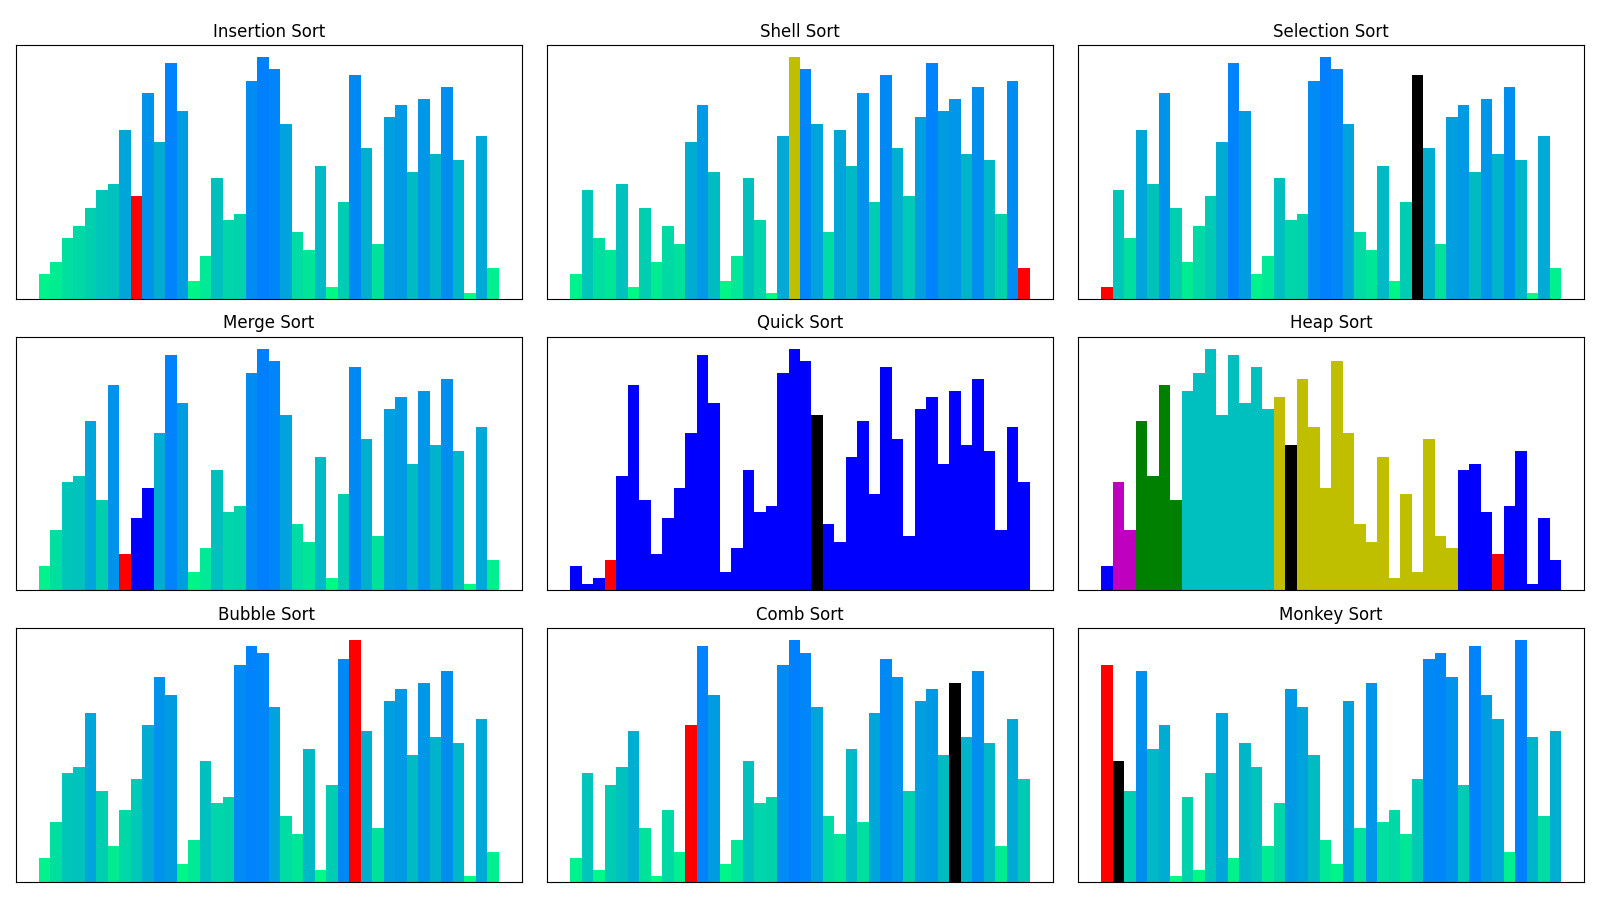 Insertion Sort
Shell Sort
Selection Sort
Merge Sort
Quick Sort
Heap Sort
Bubble Sort
Comb Sort
Monkey Sort